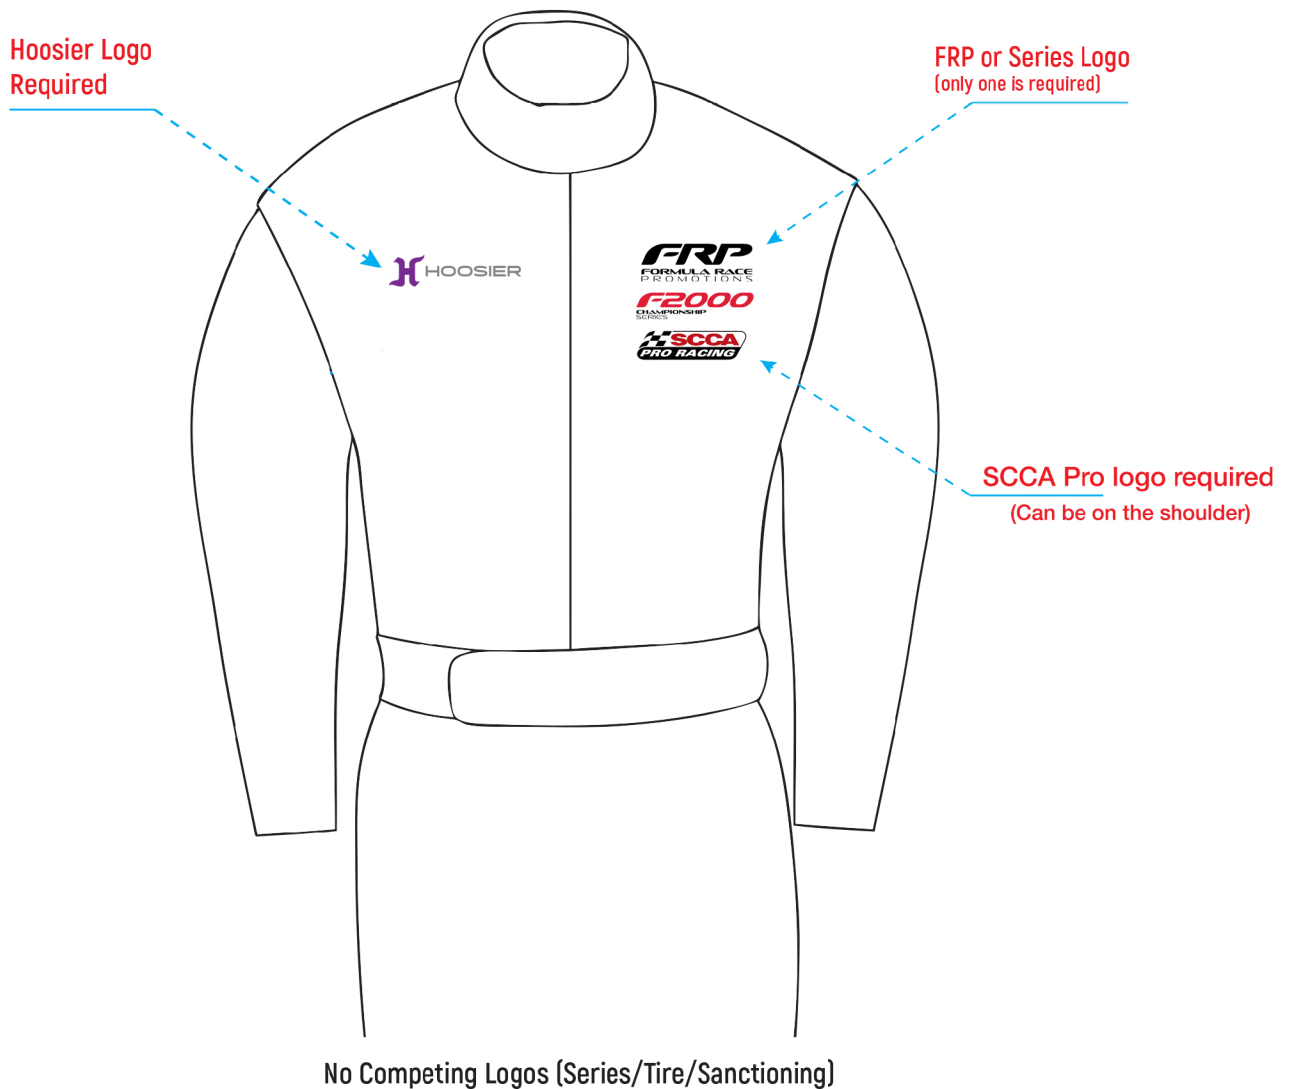 Hoosier Logo
Required
FRP or Series Logo
(only one is required)
H HOOSIER
FRP
FORMULA RACE
PROMOTIONS
F2000
CHAMPIONSHIP
SERIES
SCCA
PRO RACING
SCCA Pro logo required
(Can be on the shoulder)
No Competing Logos (Series/Tire/Sanctioning)